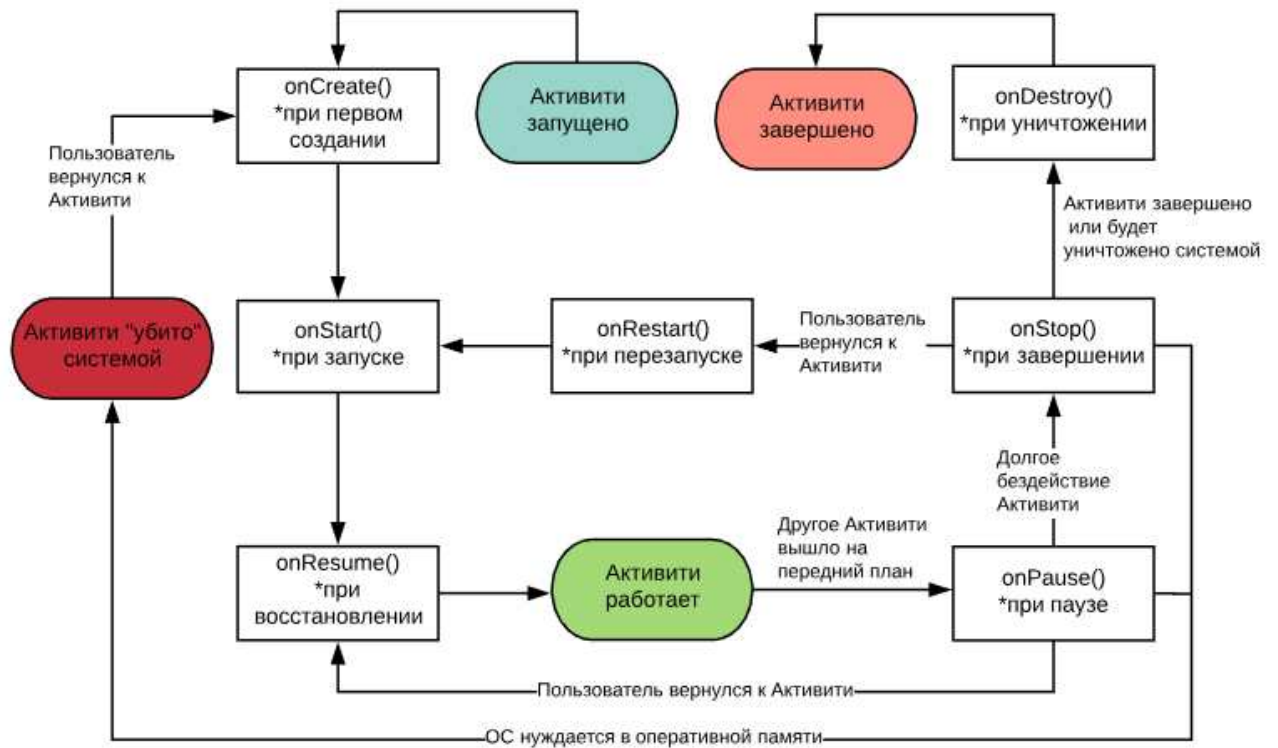 onCreate()
*при первом
создании
Активити
запущено
Активити
завершено
onDestroy()
*при уничтожении
Пользователь
вернулся к
Активити
Активити завершено
или будет
уничтожено системой
Активити "убито"
системой
onStart()
*при запуске
onRestart()
*при перезапуске
Пользователь
вернулся к
Активити
onStop()
*при завершении
Долгое
бездействие
Активити
onResume()
*при
восстановлении
Активити
работает
Другое Активити
вышло на
передний план
onPause()
*при паузе
Пользователь вернулся к Активити
ОС нуждается в оперативной памяти